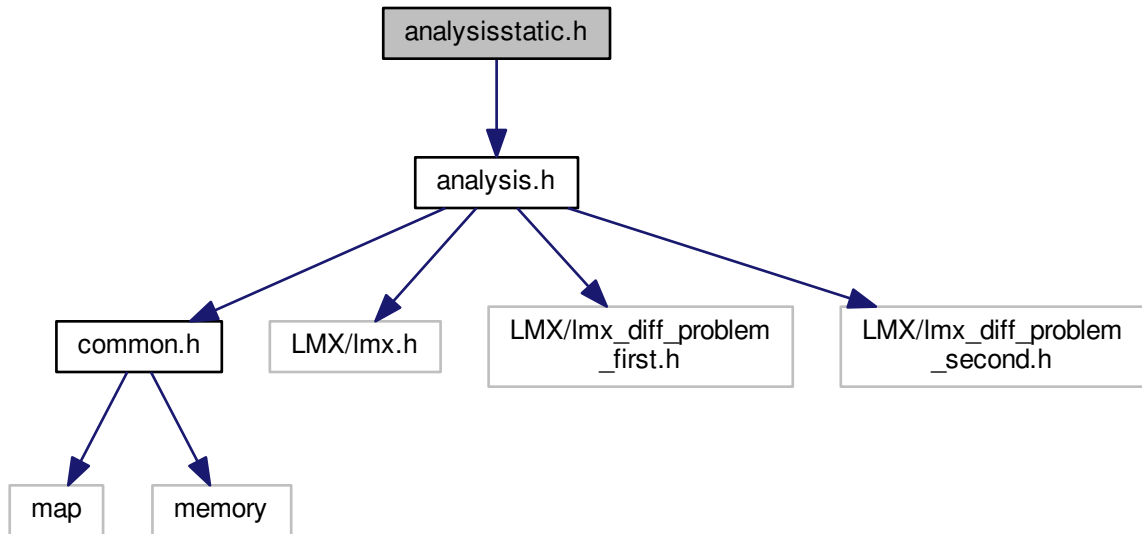 analysisstatic.h
analysis.h
common.h
LMX/lmx.h
LMX/lmx_diff_problem
_first.h
LMX/lmx_diff_problem
_second.h
map
memory